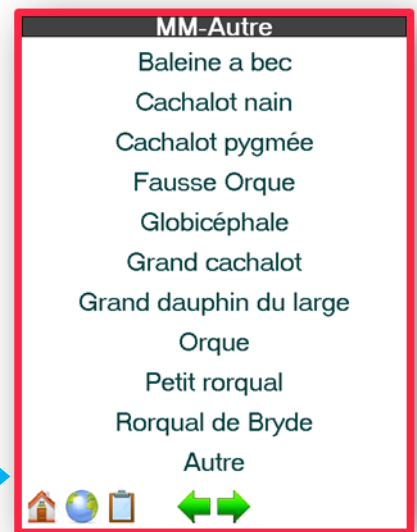 MM-Autre
Baleine a bec
Cachalot nain
Cachalot pygmée
Fausse Orque
Globicéphale
Grand cachalot
Grand dauphin du large
Orque
Petit rorqual
Rorqual de Bryde
Autre